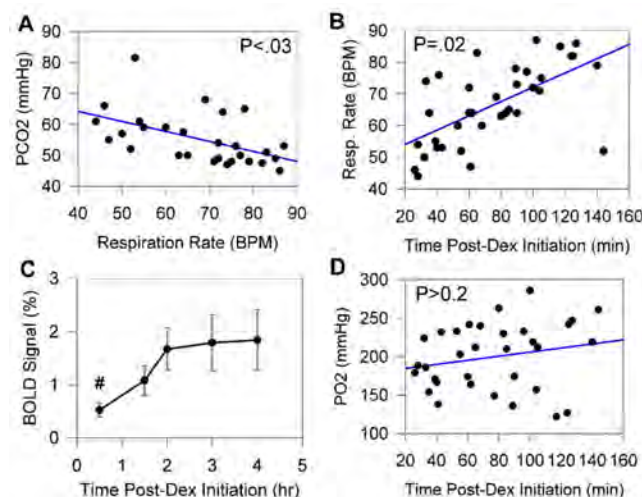 A
P<.03
PCO2 (mmHg)
90
80
70
60
50
40
40 50 60 70 80 90
Respiration Rate (BPM)
B
P=.02
Resp. Rate (BPM)
90
80
70
60
50
40
20 40 60 80 100 120 140 160
Time Post-Dex Initiation (min)
C
#
BOLD Signal (%)
3
2
1
0
0 1 2 3 4 5
Time Post-Dex Initiation (hr)
D
P>0.2
PO2 (mmHg)
300
250
200
150
100
20 40 60 80 100 120 140 160
Time Post-Dex Initiation (min)